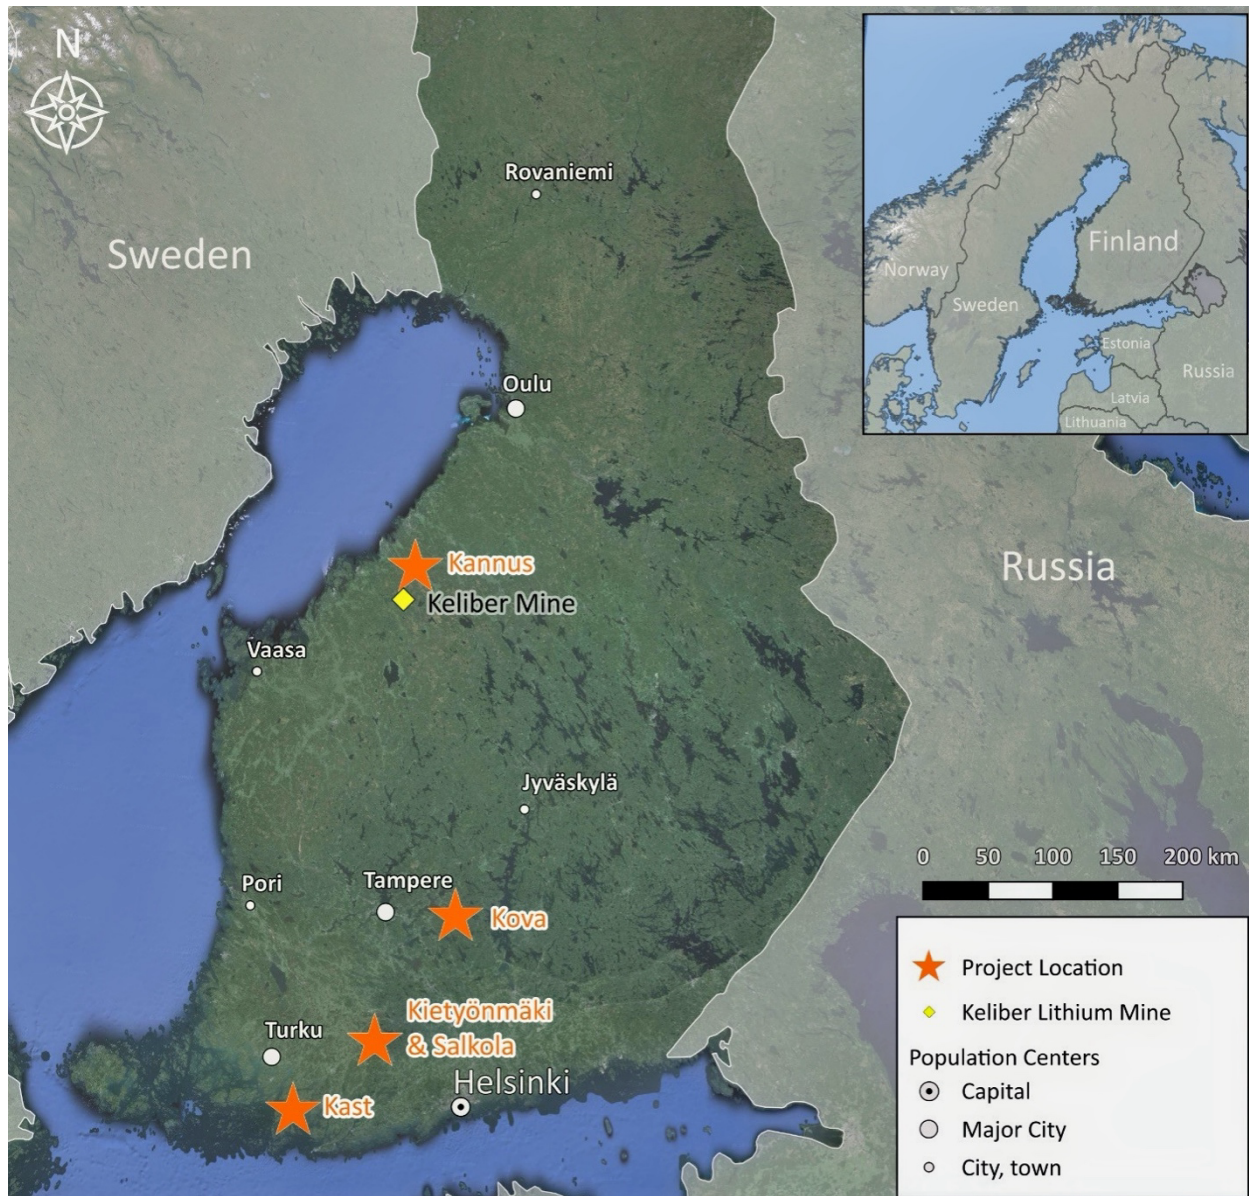 N
Sweden
Rovaniemi
Oulu
Kannus
Keliber Mine
Vaasa
Jyväskylä
Pori
Tampere
Kova
Kietyönmäki
& Salkola
Turku
Helsinki
Kast
Russia
Norway
Sweden
Finland
Estonia
Latvia
Lithuania
Russia
0 50 100 150 200 km
Project Location
Keliber Lithium Mine
Population Centers
Capital
Major City
City, town